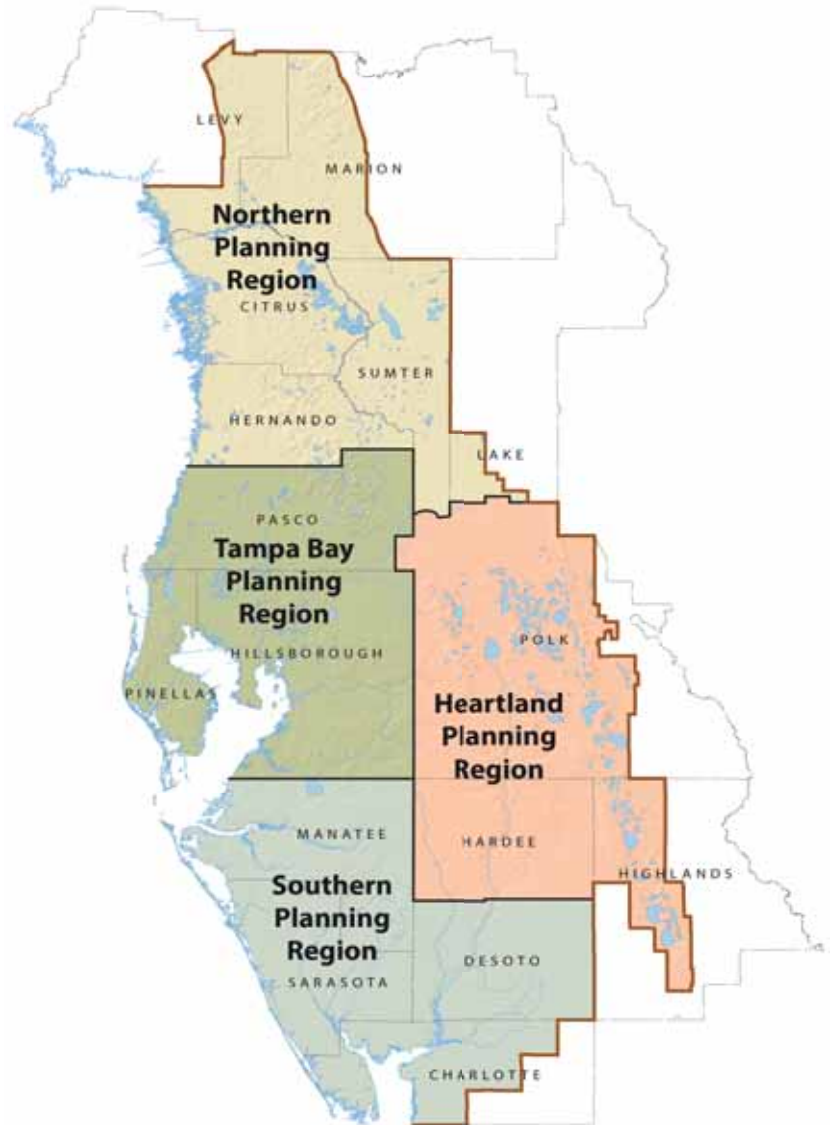 LEVY
MARION
Northern
Planning
Region
CITRUS
SUMTER
HERNANDO
LAKE
PASCO
Tampa Bay
Planning
Region
HILLSBOROUGH
PINELLAS
POLK
Heartland
Planning
Region
MANATEE
HARDEE
HIGHLANDS
Southern
Planning
Region
DESOTO
SARASOTA
CHARLOTTE